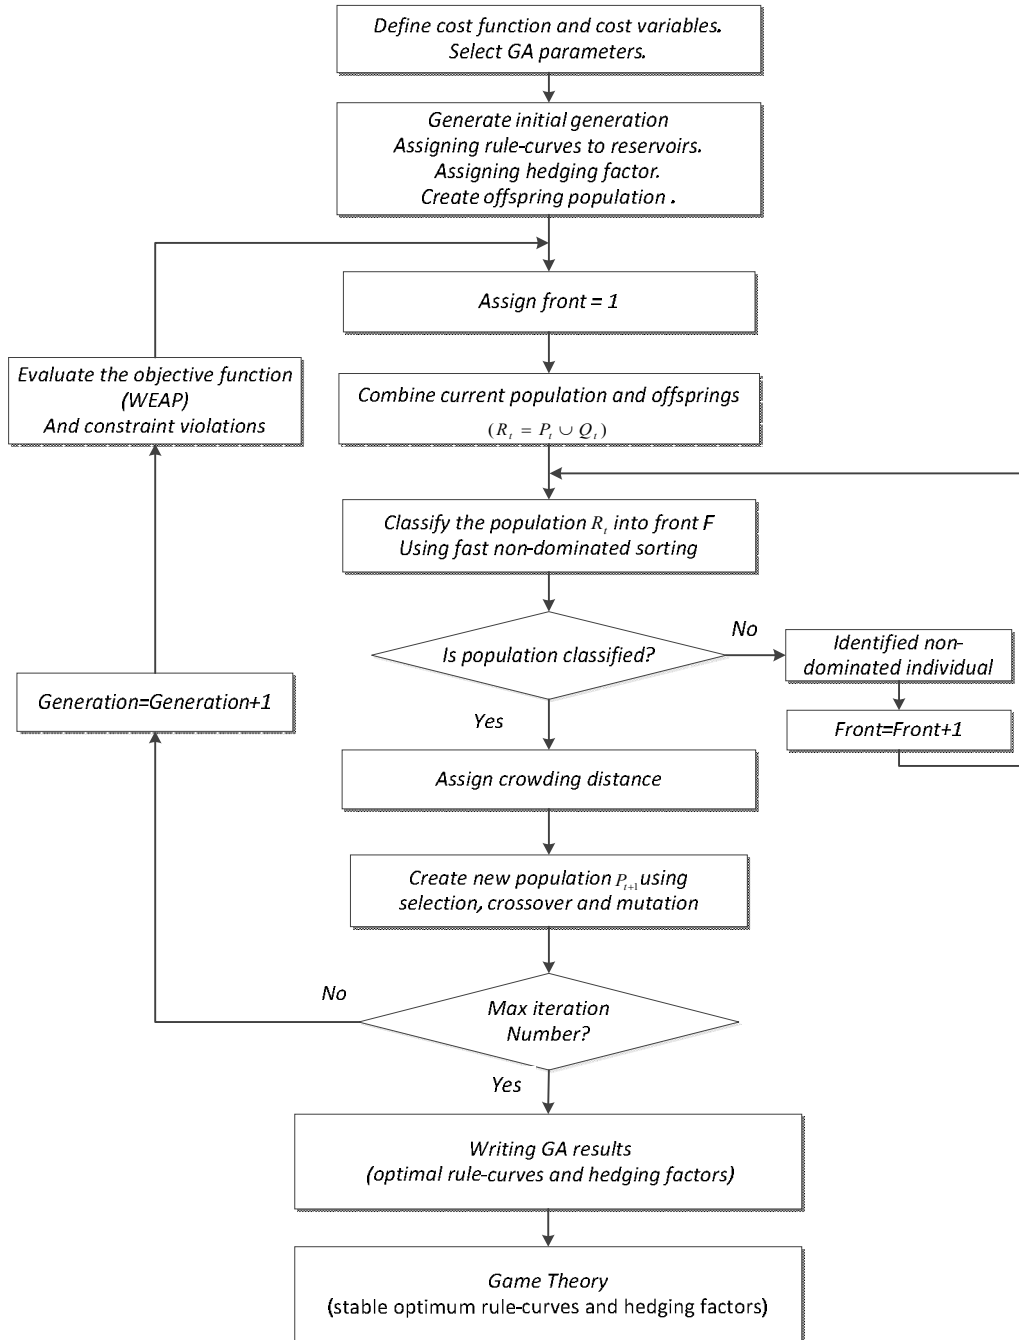 Define cost function and cost variables.
Select GA parameters.
Generate initial generation
Assigning rule-curves to reservoirs.
Assigning hedging factor.
Create offspring population .
Assign front = 1
Evaluate the objective function
(WEAP)
And constraint violations
Combine current population and offsprings
(R_t = P_t ∪ Q_t)
Classify the population R_t into front F
Using fast non-dominated sorting
Is population classified?
No
Identified non-
dominated individual
Front=Front+1
Generation=Generation+1
Yes
Assign crowding distance
Create new population P_{t+1} using
selection, crossover and mutation
No
Max iteration
Number?
Yes
Writing GA results
(optimal rule-curves and hedging factors)
Game Theory
(stable optimum rule-curves and hedging factors)